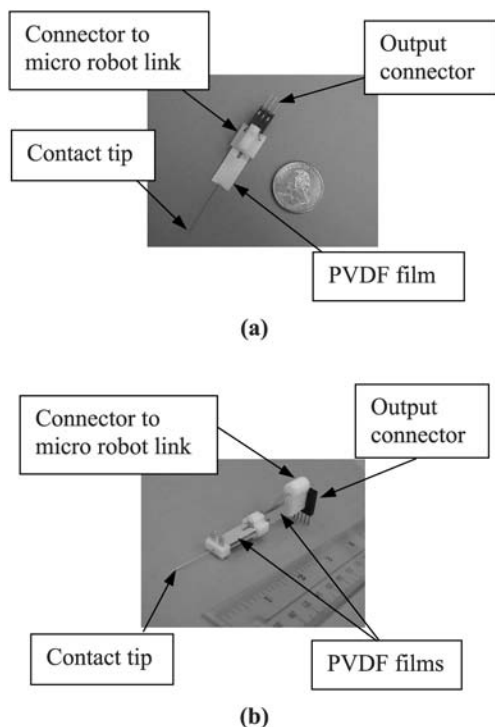 Connector to
micro robot link
Output
connector
Contact tip
PVDF film
(a)
Connector to
micro robot link
Output
connector
Contact tip
PVDF films
(b)